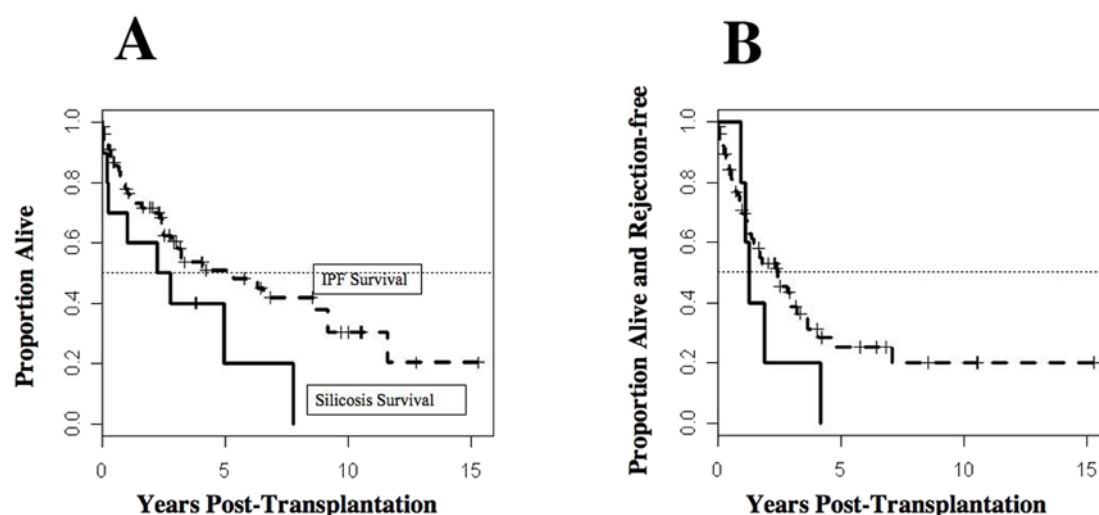 A
B
Proportion Alive
1.0
0.8
0.6
0.4
0.2
0.0
IPF Survival
Silicosis Survival
0 5 10 15
Years Post-Transplantation
Proportion Alive and Rejection-free
1.0
0.8
0.6
0.4
0.2
0.0
0 5 10 15
Years Post-Transplantation